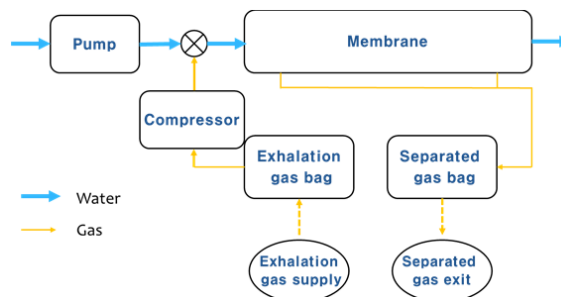 Pump
Membrane
Compressor
Exhalation
gas bag
Separated
gas bag
Water
Gas
Exhalation
gas supply
Separated
gas exit